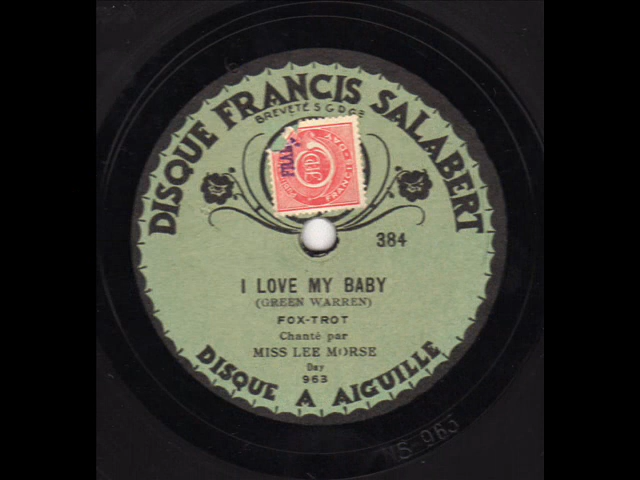 DISQUE FRANCIS SALABERT
BREVETÉ S.G.D.G.
384
I LOVE MY BABY
(GREEN WARREN)
FOX-TROT
Chanté par
MISS LEE MORSE
963
DISQUE A AIGUILLE
963